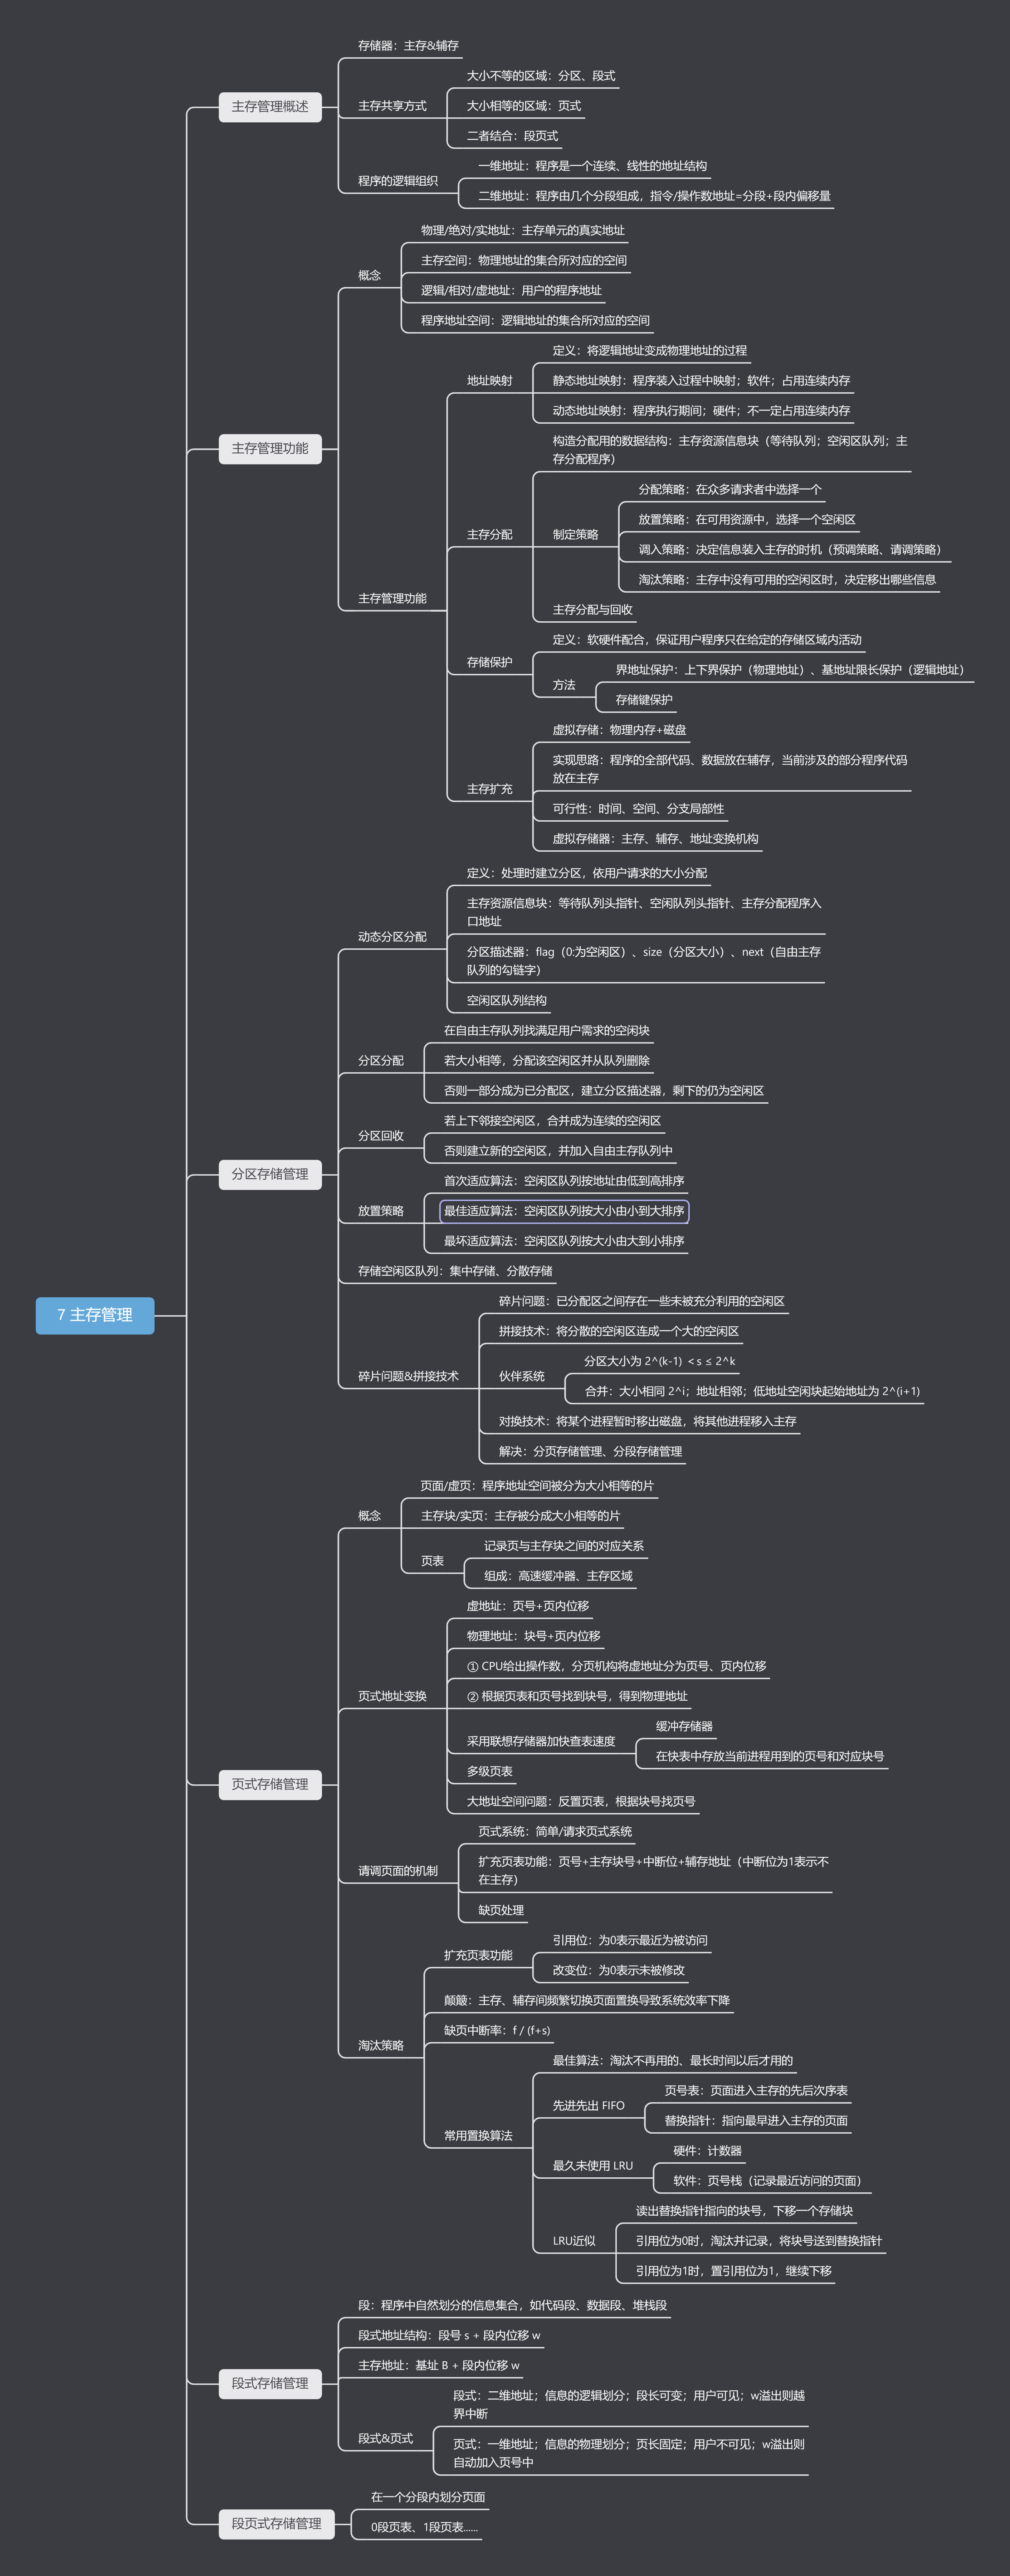 7 主存管理
主存管理概述
存储器：主存&辅存
主存共享方式
大小不等的区域：分区、段式
大小相等的区域：页式
二者结合：段页式
程序的逻辑组织
一维地址：程序是一个连续、线性的地址结构
二维地址：程序由几个分段组成，指令/操作数地址=分段+段内偏移量
主存管理功能
概念
物理/绝对/实地址：主存单元的真实地址
主存空间：物理地址的集合所对应的空间
逻辑/相对/虚地址：用户的程序地址
程序地址空间：逻辑地址的集合所对应的空间
主存管理功能
地址映射
定义：将逻辑地址变成物理地址的过程
静态地址映射：程序装入过程中映射；软件；占用连续内存
动态地址映射：程序执行期间；硬件；不一定占用连续内存
主存分配
构造分配用的数据结构：主存资源信息块（等待队列；空闲区队列；主
存分配程序）
制定策略
分配策略：在众多请求者中选择一个
放置策略：在可用资源中，选择一个空闲区
调入策略：决定信息装入主存的时机（预调策略、请调策略）
淘汰策略：主存中没有可用的空闲区时，决定移出哪些信息
主存分配与回收
存储保护
定义：软硬件配合，保证用户程序只在给定的存储区域内活动
方法
界地址保护：上下界保护（物理地址）、基地址限长保护（逻辑地址）
存储键保护
主存扩充
虚拟存储：物理内存+磁盘
实现思路：程序的全部代码、数据放在辅存，当前涉及的部分程序代码
放在主存
可行性：时间、空间、分支局部性
虚拟存储器：主存、辅存、地址变换机构
分区存储管理
动态分区分配
定义：处理时建立分区，依用户请求的大小分配
主存资源信息块：等待队列头指针、空闲队列头指针、主存分配程序入
口地址
分区描述器：flag（0:为空闲区）、size（分区大小）、next（自由主存
队列的勾链字）
空闲区队列结构
分区分配
在自由主存队列找满足用户需求的空闲块
若大小相等，分配该空闲区并从队列删除
否则一部分成为已分配区，建立分区描述器，剩下的仍为空闲区
分区回收
若上下邻接空闲区，合并成为连续的空闲区
否则建立新的空闲区，并加入自由主存队列中
放置策略
首次适应算法：空闲区队列按地址由低到高排序
最佳适应算法：空闲区队列按大小由小到大排序
最坏适应算法：空闲区队列按大小由大到小排序
存储空闲区队列：集中存储、分散存储
碎片问题&拼接技术
碎片问题：已分配区之间存在一些未被充分利用的空闲区
拼接技术：将分散的空闲区连成一个大的空闲区
伙伴系统
分区大小为 2^(k-1) ＜s ≤ 2^k
合并：大小相同 2^i；地址相邻；低地址空闲块起始地址为 2^(i+1)
对换技术：将某个进程暂时移出磁盘，将其他进程移入主存
解决：分页存储管理、分段存储管理
页式存储管理
概念
页面/虚页：程序地址空间被分为大小相等的片
主存块/实页：主存被分成大小相等的片
页表
记录页与主存块之间的对应关系
组成：高速缓冲器、主存区域
页式地址变换
虚地址：页号+页内位移
物理地址：块号+页内位移
① CPU给出操作数，分页机构将虚地址分为页号、页内位移
② 根据页表和页号找到块号，得到物理地址
采用联想存储器加快查表速度
缓冲存储器
在快表中存放当前进程用到的页号和对应块号
多级页表
大地址空间问题：反置页表，根据块号找页号
请调页面的机制
页式系统：简单/请求页式系统
扩充页表功能：页号+主存块号+中断位+辅存地址（中断位为1表示不
在主存）
缺页处理
淘汰策略
扩充页表功能
引用位：为0表示最近为被访问
改变位：为0表示未被修改
颠簸：主存、辅存间频繁切换页面置换导致系统效率下降
缺页中断率：f / (f+s)
常用置换算法
最佳算法：淘汰不再用的、最长时间以后才用的
先进先出 FIFO
页号表：页面进入主存的先后次序表
替换指针：指向最早进入主存的页面
最久未使用 LRU
硬件：计数器
软件：页号栈（记录最近访问的页面）
LRU近似
读出替换指针指向的块号，下移一个存储块
引用位为0时，淘汰并记录，将块号送到替换指针
引用位为1时，置引用位为1，继续下移
段式存储管理
段：程序中自然划分的信息集合，如代码段、数据段、堆栈段
段式地址结构：段号 s + 段内位移 w
主存地址：基址 B + 段内位移 w
段式&页式
段式：二维地址；信息的逻辑划分；段长可变；用户可见；w溢出则越
界中断
页式：一维地址；信息的物理划分；页长固定；用户不可见；w溢出则
自动加入页号中
段页式存储管理
在一个分段内划分页面
0段页表、1段页表......